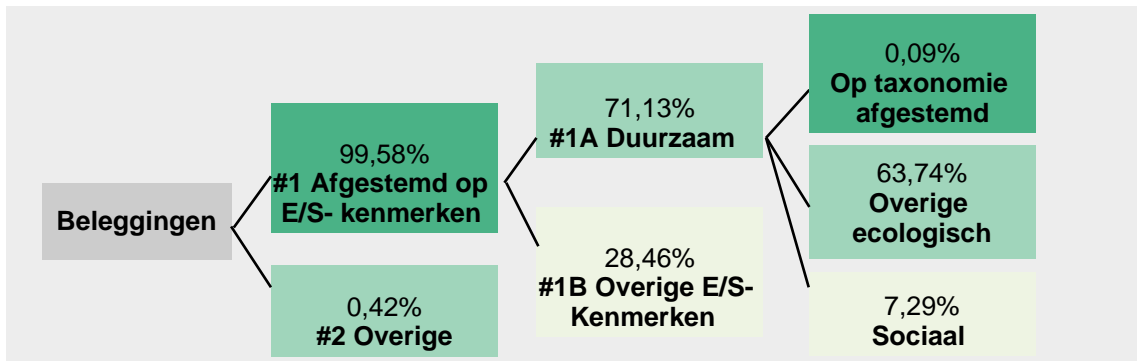 Beleggingen
99,58%
#1 Afgestemd op
E/S- kenmerken
0,42%
#2 Overige
71,13%
#1A Duurzaam
28,46%
#1B Overige E/S-
Kenmerken
0,09%
Op taxonomie
afgestemd
63,74%
Overige
ecologisch
7,29%
Sociaal